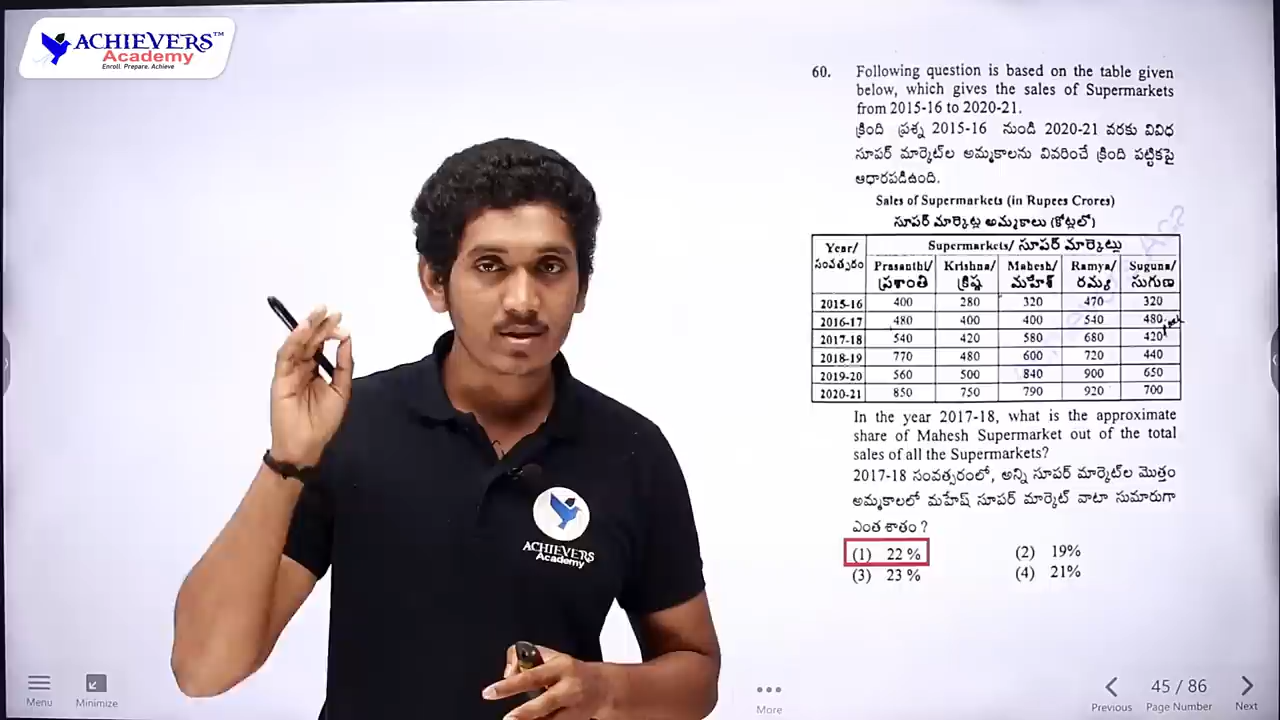 ACHIEVERS™
Academy
Enroll. Prepare. Achieve
60. Following question is based on the table given
below, which gives the sales of Supermarkets
from 2015-16 to 2020-21.
క్రింది ప్రశ్న 2015-16 నుండి 2020-21 వరకు వివిధ
సూపర్ మార్కెట్‌ల అమ్మకాలను వివరించే క్రింది పట్టికపై
ఆధారపడిఉంది.
Sales of Supermarkets (in Rupees Crores)
సూపర్ మార్కెట్ల అమ్మకాలు (కోట్లలో)
Year/ Supermarkets/ సూపర్ మార్కెట్లు
సంవత్సరం Prasanthi/ Krishna/ Mahesh/ Ramya/ Suguna/
ప్రశాంతి క్రిష్ణ మహేశ్ రమ్య సుగుణ
2015-16 400 280 320 470 320
2016-17 480 400 400 540 480
2017-18 540 420 580 680 420
2018-19 770 480 600 720 440
2019-20 560 500 840 900 650
2020-21 850 750 790 920 700
In the year 2017-18, what is the approximate
share of Mahesh Supermarket out of the total
sales of all the Supermarkets?
2017-18 సంవత్సరంలో, అన్ని సూపర్ మార్కెట్‌ల మొత్తం
అమ్మకాలలో మహేష్ సూపర్ మార్కెట్ వాటా సుమారుగా
ఎంత శాతం ?
(1) 22 % (2) 19%
(3) 23 % (4) 21%
ACHIEVERS
Academy
Menu Minimize More Previous 45 / 86 Page Number Next